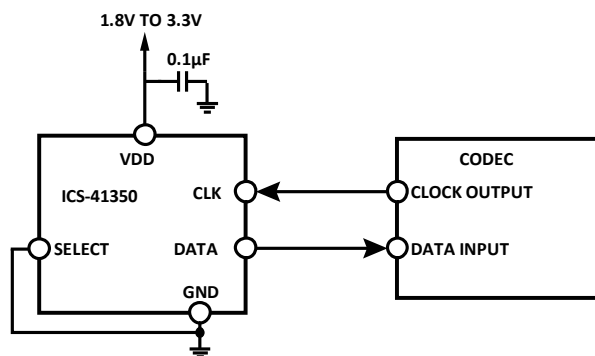 1.8V TO 3.3V
0.1µF
VDD
CODEC
ICS-41350
CLK
CLOCK OUTPUT
SELECT
DATA
DATA INPUT
GND